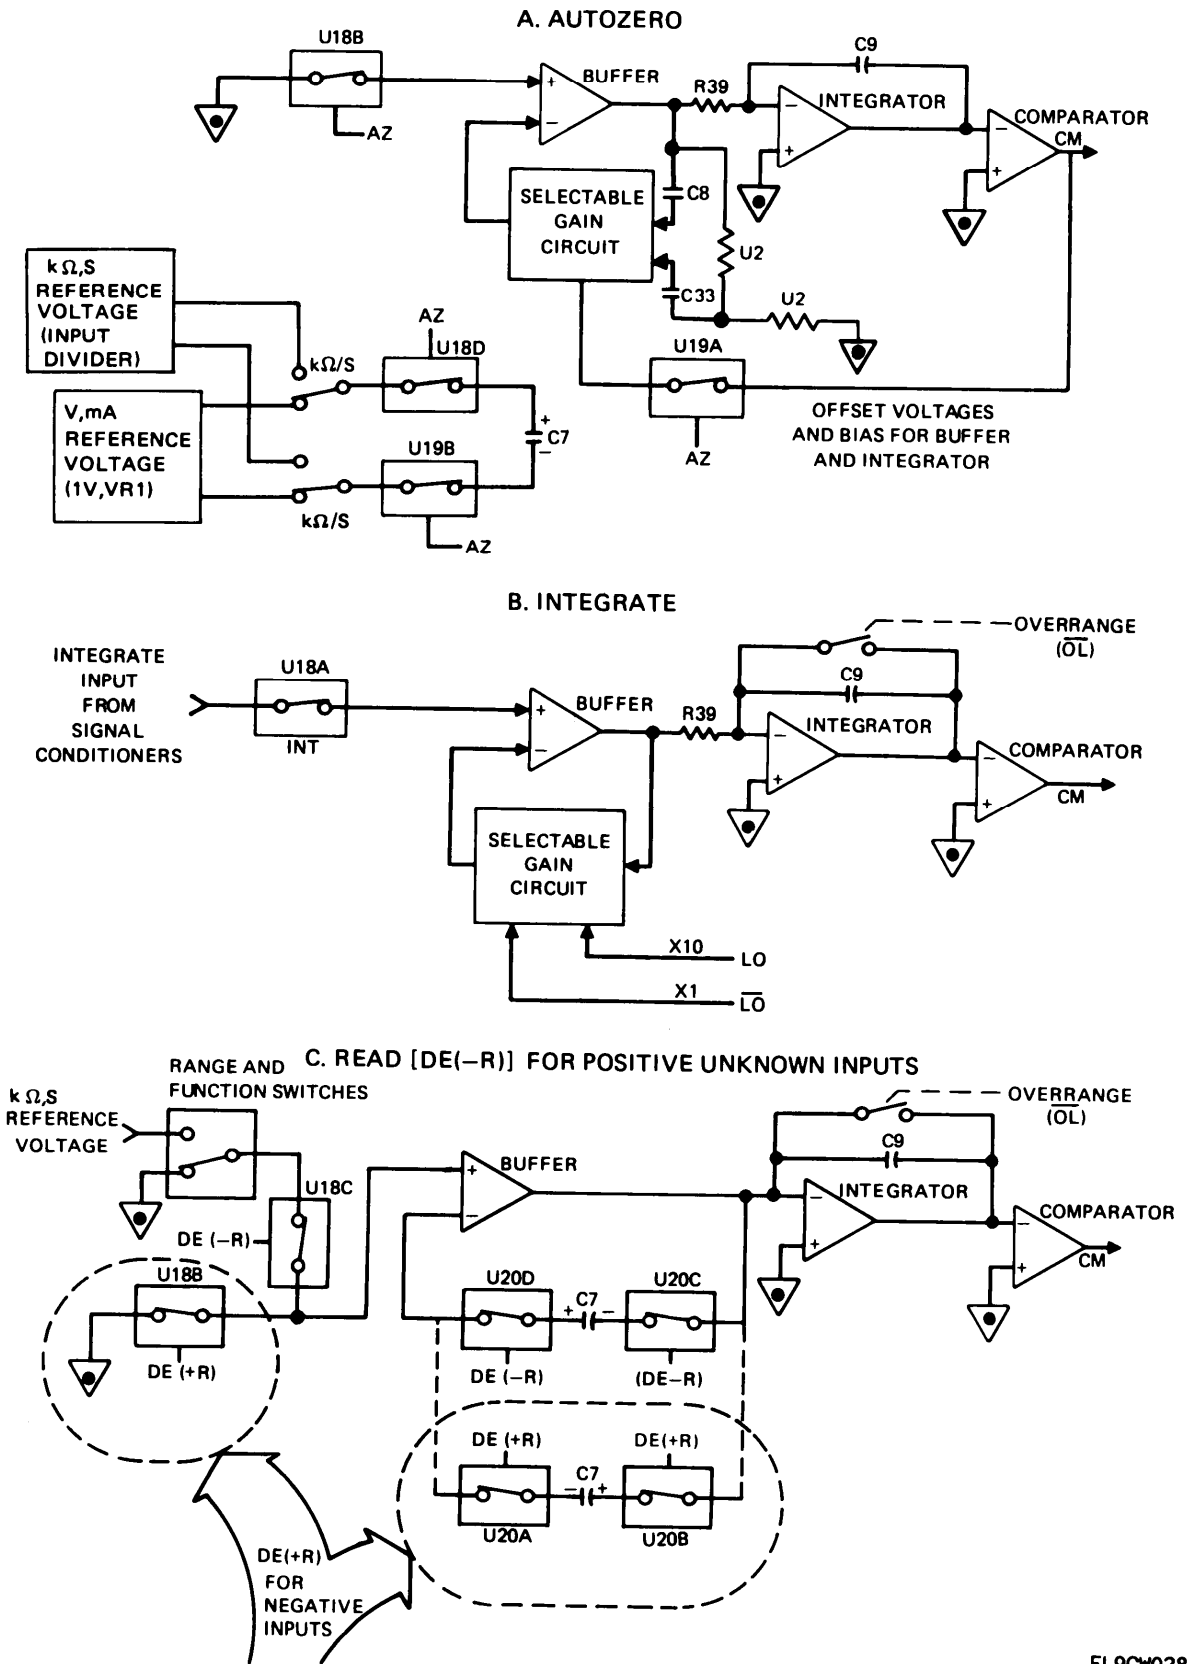 A. AUTOZERO
U18B
AZ
+
−
BUFFER
R39
C9
−
+
INTEGRATOR
−
+
COMPARATOR
CM
SELECTABLE
GAIN
CIRCUIT
C8
C33
U2
U2
kΩ,S
REFERENCE
VOLTAGE
(INPUT
DIVIDER)
V,mA
REFERENCE
VOLTAGE
(1V,VR1)
kΩ/S
kΩ/S
AZ
U18D
+
C7
−
U19B
AZ
U19A
AZ
OFFSET VOLTAGES
AND BIAS FOR BUFFER
AND INTEGRATOR
B. INTEGRATE
INTEGRATE
INPUT
FROM
SIGNAL
CONDITIONERS
U18A
INT
+
−
BUFFER
R39
OVERRANGE
(O̅L̅)
C9
−
+
INTEGRATOR
−
+
COMPARATOR
CM
SELECTABLE
GAIN
CIRCUIT
X10 LO
X1 L̅O̅
C. READ [DE(−R)] FOR POSITIVE UNKNOWN INPUTS
RANGE AND
FUNCTION SWITCHES
kΩ,S
REFERENCE
VOLTAGE
U18C
DE (−R)
U18B
DE (+R)
+
−
BUFFER
OVERRANGE
(O̅L̅)
C9
−
+
INTEGRATOR
−
+
COMPARATOR
CM
U20D
+ C7 −
U20C
DE (−R)
(DE−R)
DE (+R)
DE(+R)
− C7 +
U20A
U20B
DE(+R)
FOR
NEGATIVE
INPUTS